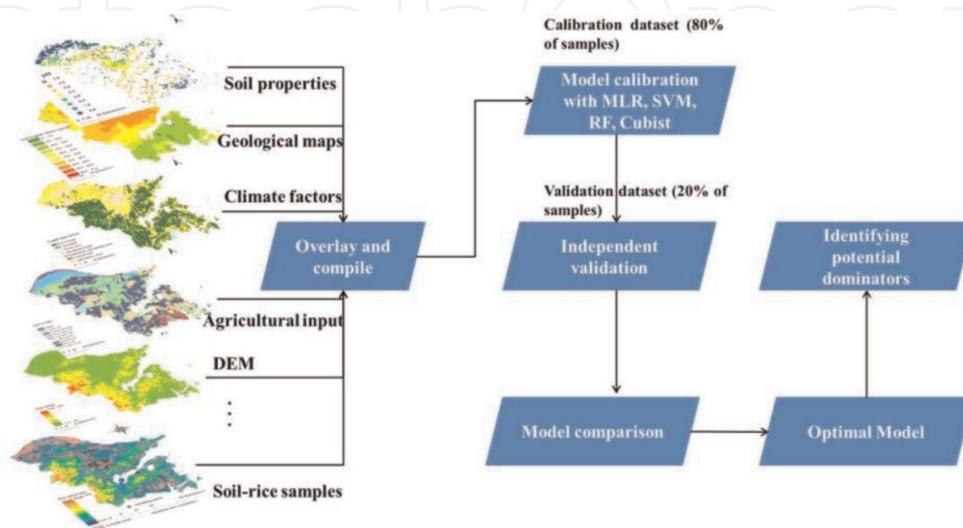 Soil properties
Geological maps
Climate factors
Agricultural input
DEM
Soil-rice samples
Overlay and
compile
Calibration dataset (80%
of samples)
Model calibration
with MLR, SVM,
RF, Cubist
Validation dataset (20% of
samples)
Independent
validation
Model comparison
Optimal Model
Identifying
potential
dominators